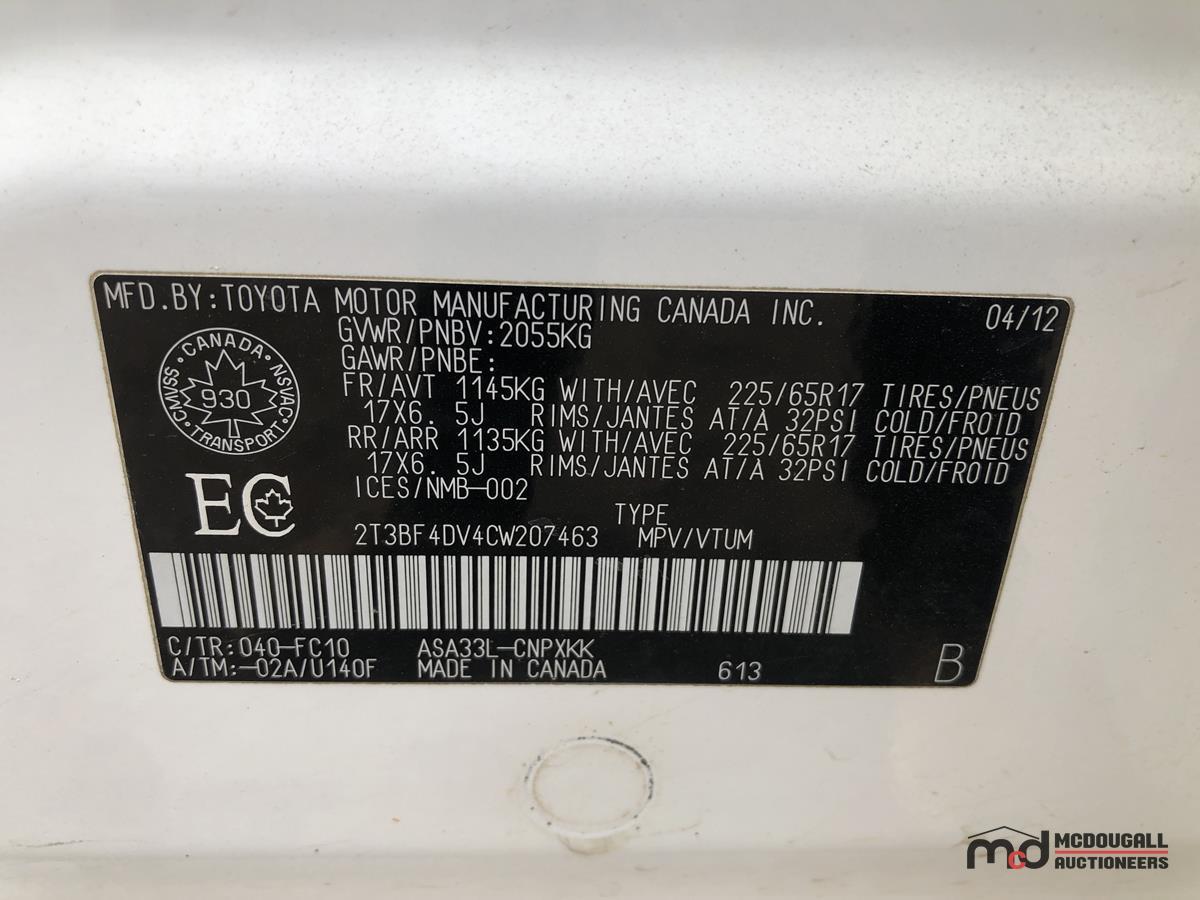 MFD.BY:TOYOTA MOTOR MANUFACTURING CANADA INC. 04/12
GVWR/PNBV:2055KG
GAWR/PNBE:
FR/AVT 1145KG WITH/AVEC 225/65R17 TIRES/PNEUS
17X6.5J RIMS/JANTES AT/A 32PSI COLD/FROID
RR/ARR 1135KG WITH/AVEC 225/65R17 TIRES/PNEUS
17X6.5J RIMS/JANTES AT/A 32PSI COLD/FROID
ICES/NMB-002
CANADA
CMVSS 930 NSVAC
TRANSPORT
EC
TYPE
2T3BF4DV4CW207463 MPV/VTUM
C/TR:040-FC10 ASA33L-CNPXKK
A/TM:-02A/U140F MADE IN CANADA 613 B
mcd MCDOUGALL
AUCTIONEERS